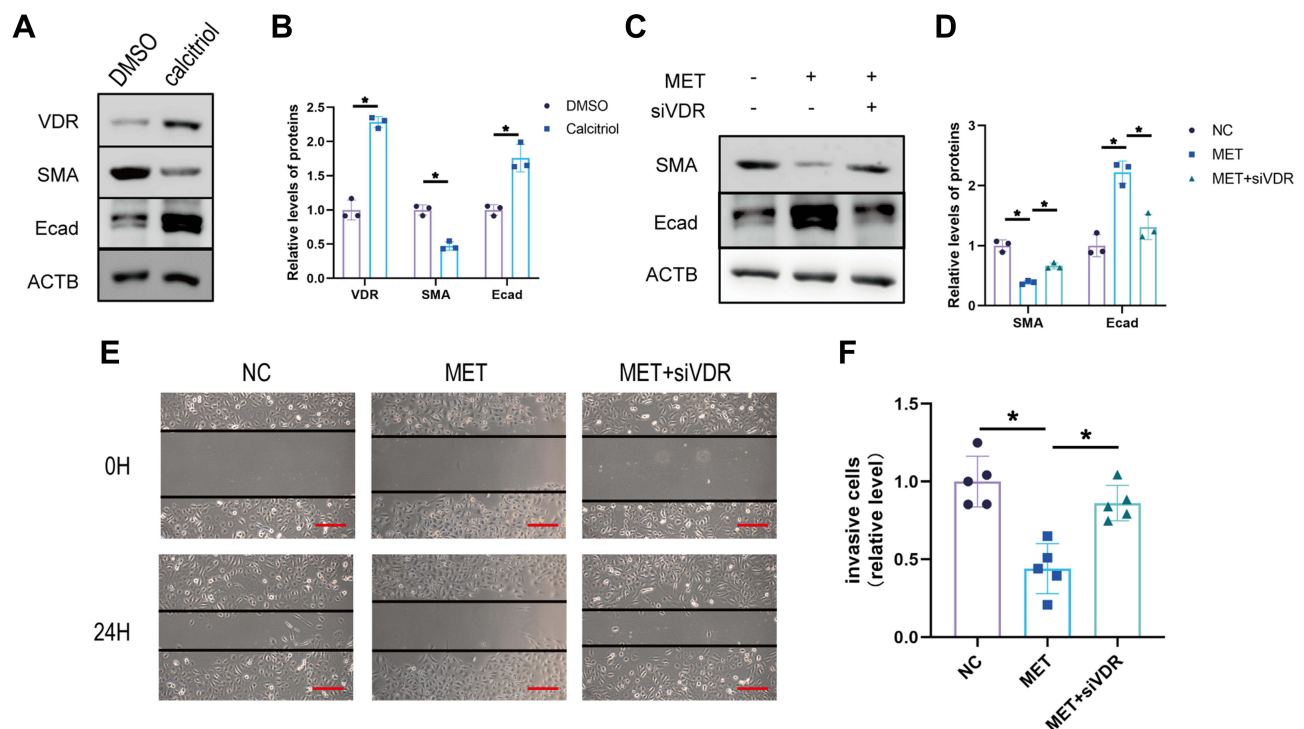 A
DMSO
calcitriol
VDR
SMA
Ecad
ACTB
B
Relative levels of proteins
2.5
2.0
1.5
1.0
0.5
0.0
*
*
*
VDR
SMA
Ecad
DMSO
Calcitriol
C
MET - + +
siVDR - - +
SMA
Ecad
ACTB
D
Relative levels of proteins
3
2
1
0
* *
* *
SMA
Ecad
NC
MET
MET+siVDR
E
NC MET MET+siVDR
0H
24H
F
invasive cells
(relative level)
1.5
1.0
0.5
0.0
*
*
NC
MET
MET+siVDR